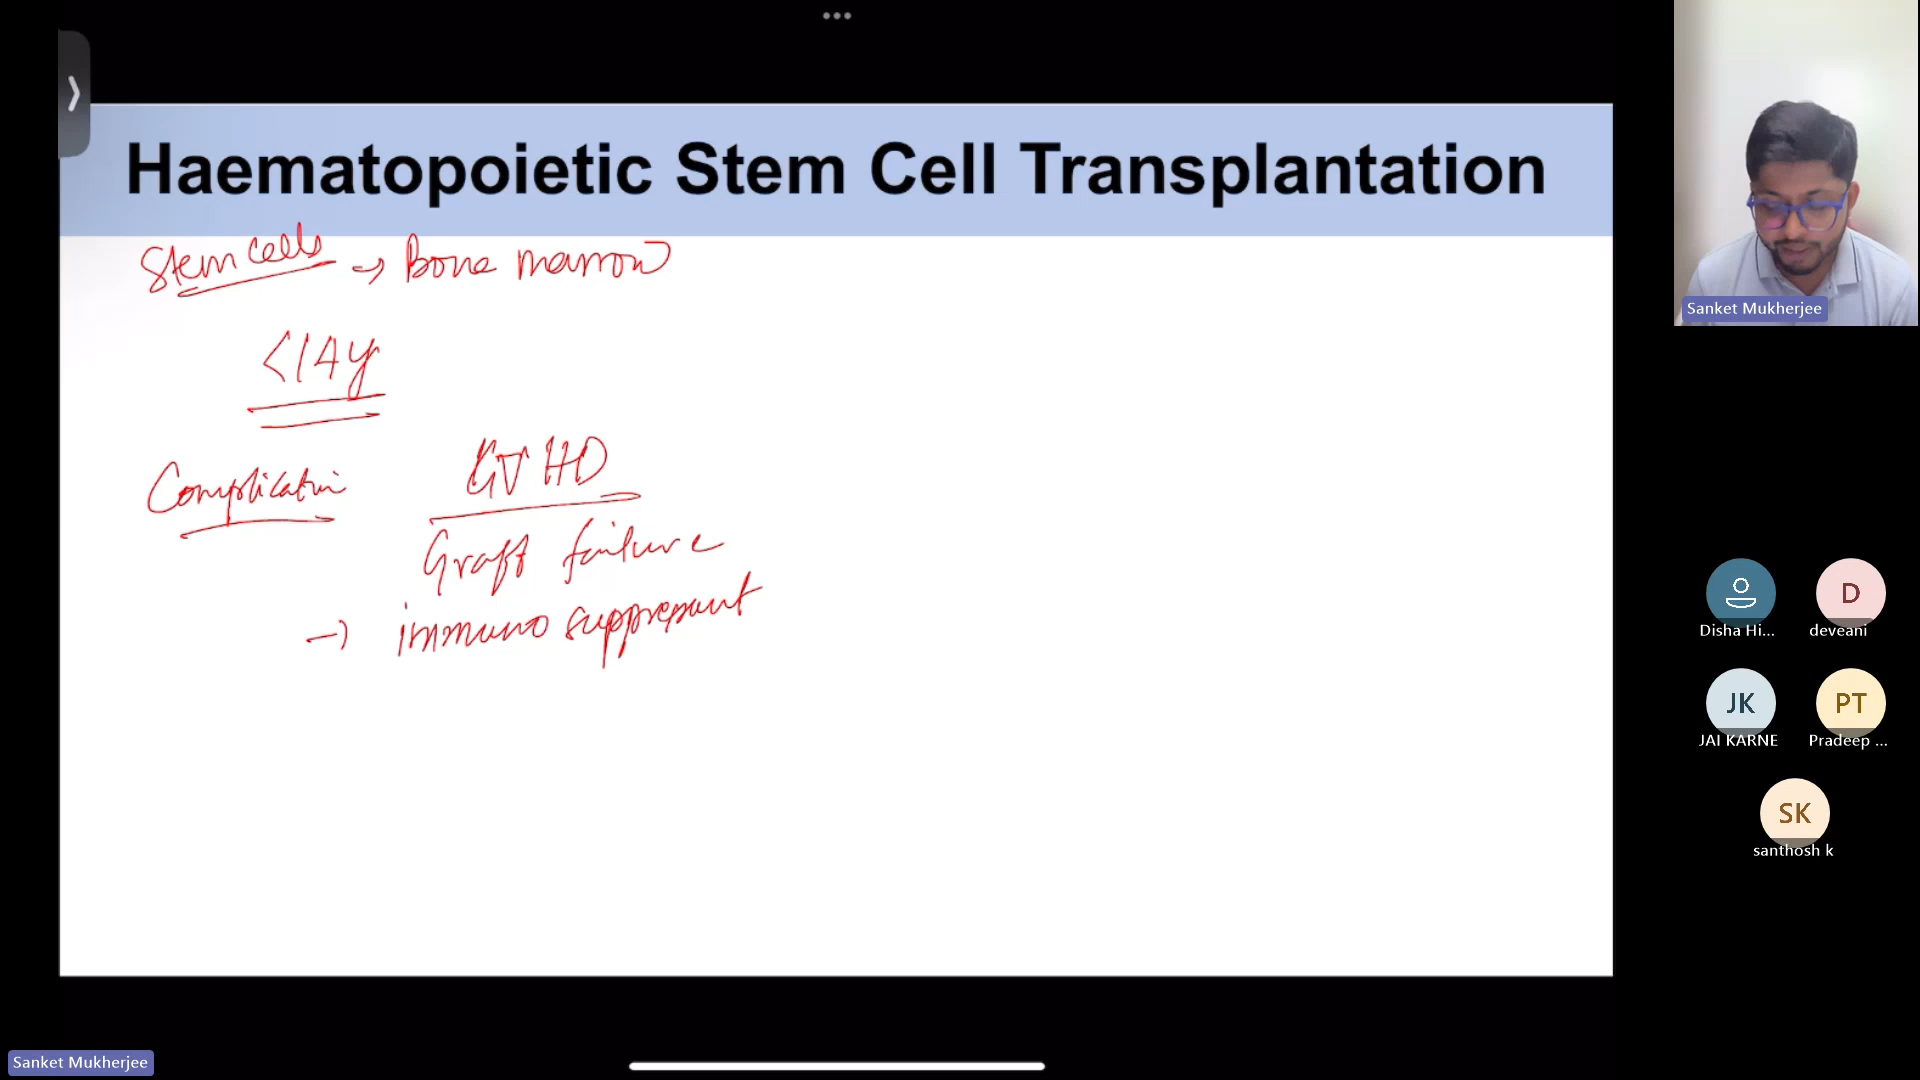 Haematopoietic Stem Cell Transplantation
Stem cells → Bone marrow
<14y
Complication
GVHD
Graft failure
→ immuno suppressant
Sanket Mukherjee
Disha Hi...
D
deveani
JK
JAI KARNE
PT
Pradeep ...
SK
santhosh k
Sanket Mukherjee